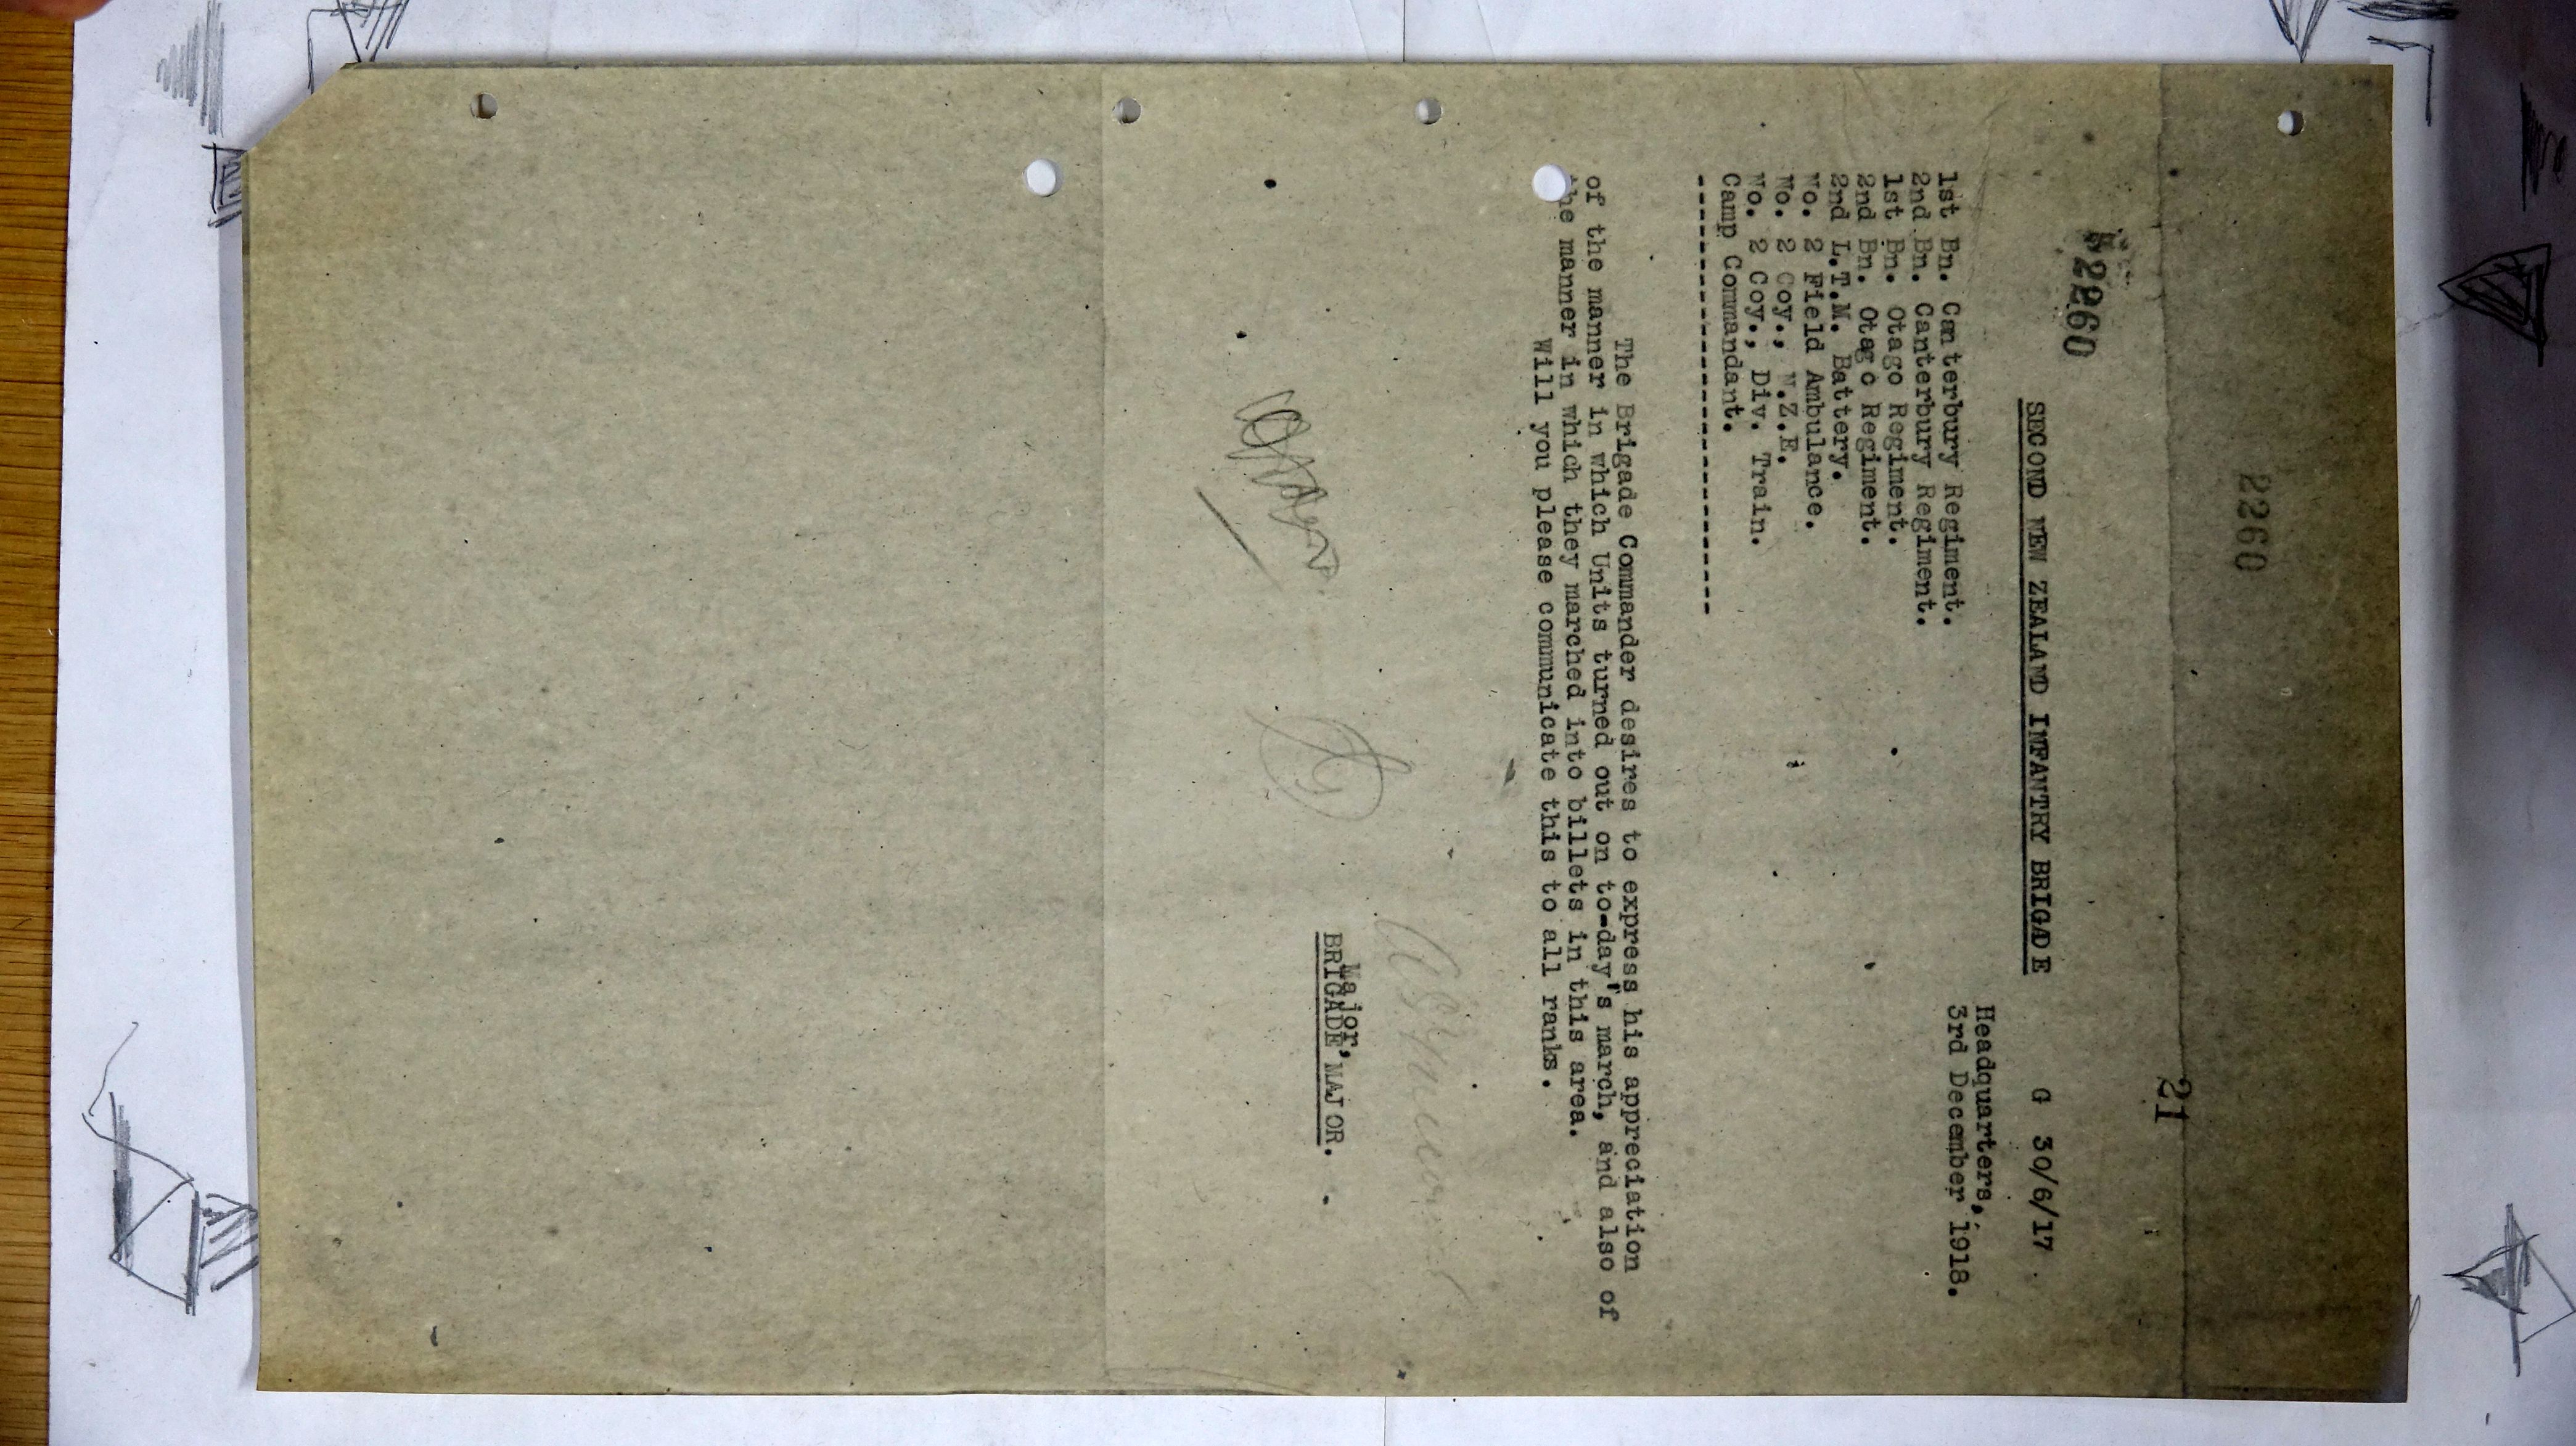 2260
21
2260
SECOND NEW ZEALAND INFANTRY BRIGADE G 30/6/17
Headquarters,
3rd December 1918.
1st Bn. Canterbury Regiment.
2nd Bn. Canterbury Regiment.
1st Bn. Otago Regiment.
2nd Bn. Otago Regiment.
2nd L.T.M. Battery.
No. 2 Field Ambulance.
No. 2 Coy., N.Z.E.
No. 2 Coy., Div. Train.
Camp Commandant.
The Brigade Commander desires to express his appreciation
of the manner in which Units turned out on to-day's march, and also of
the manner in which they marched into billets in this area.
Will you please communicate this to all ranks.
Major,
BRIGADE MAJOR.